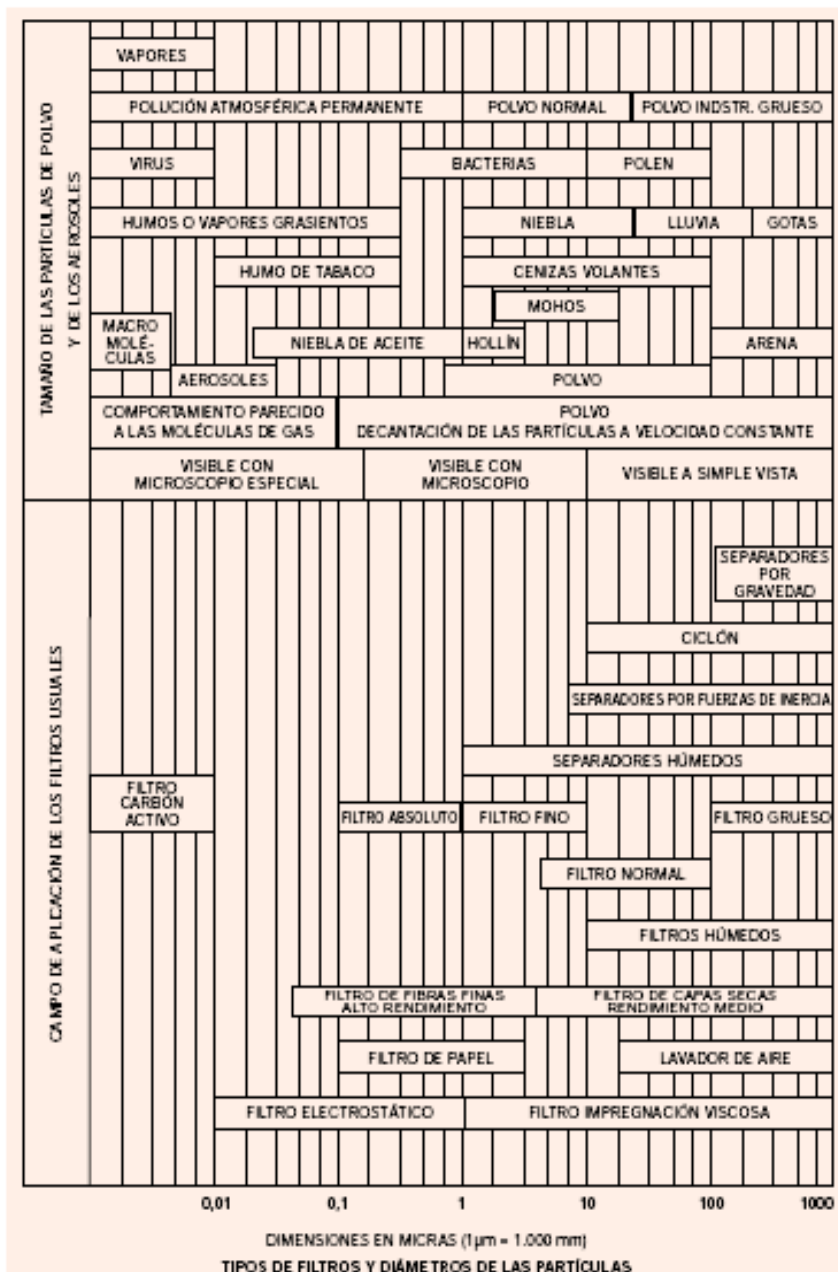 TAMAÑO DE LAS PARTÍCULAS DE POLVO
Y DE LOS AEROSOLES
VAPORES
POLUCIÓN ATMOSFÉRICA PERMANENTE
POLVO NORMAL
POLVO INDSTR. GRUESO
VIRUS
BACTERIAS
POLEN
HUMOS O VAPORES GRASIENTOS
NIEBLA
LLUVIA
GOTAS
HUMO DE TABACO
CENIZAS VOLANTES
MOHOS
MACRO
MOLÉ-
CULAS
NIEBLA DE ACEITE
HOLLÍN
ARENA
AEROSOLES
POLVO
COMPORTAMIENTO PARECIDO
A LAS MOLÉCULAS DE GAS
POLVO
DECANTACIÓN DE LAS PARTÍCULAS A VELOCIDAD CONSTANTE
VISIBLE CON
MICROSCOPIO ESPECIAL
VISIBLE CON
MICROSCOPIO
VISIBLE A SIMPLE VISTA
CAMPO DE APLICACIÓN DE LOS FILTROS USUALES
SEPARADORES
POR
GRAVEDAD
CICLÓN
SEPARADORES POR FUERZAS DE INERCIA
SEPARADORES HÚMEDOS
FILTRO
CARBÓN
ACTIVO
FILTRO ABSOLUTO
FILTRO FINO
FILTRO GRUESO
FILTRO NORMAL
FILTROS HÚMEDOS
FILTRO DE FIBRAS FINAS
ALTO RENDIMIENTO
FILTRO DE CAPAS SECAS
RENDIMIENTO MEDIO
FILTRO DE PAPEL
LAVADOR DE AIRE
FILTRO ELECTROSTÁTICO
FILTRO IMPREGNACIÓN VISCOSA
0,01 0,1 1 10 100 1000
DIMENSIONES EN MICRAS (1µm = 1.000 mm)
TIPOS DE FILTROS Y DIÁMETROS DE LAS PARTÍCULAS